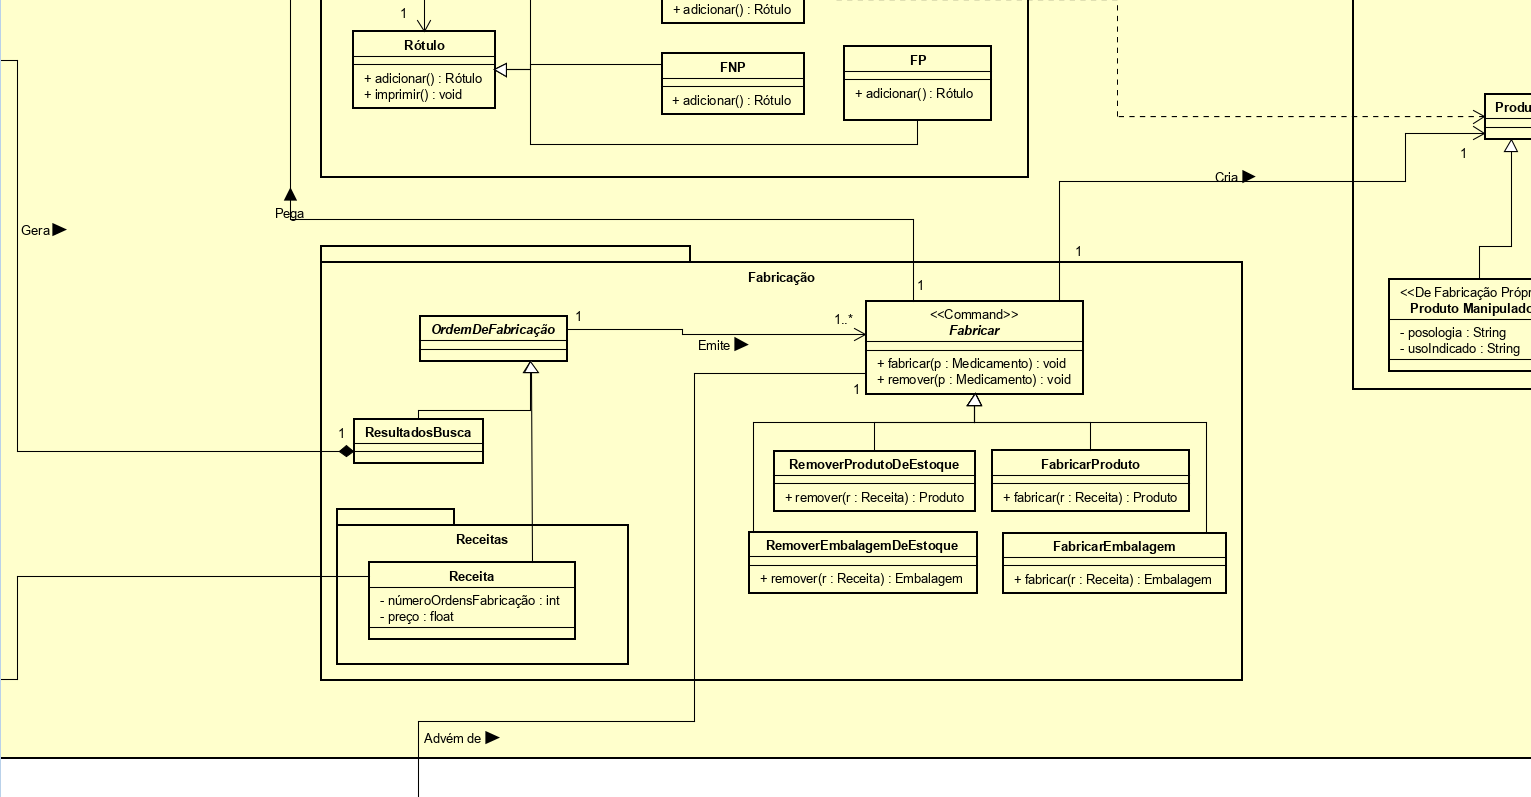 + adicionar() : Rótulo
1
Rótulo
+ adicionar() : Rótulo
+ imprimir() : void
FNP
+ adicionar() : Rótulo
FP
+ adicionar() : Rótulo
1
Cria
Pega
Gera
1
1
Fabricação
OrdemDeFabricação
1
1..*
Emite
<<Command>>
Fabricar
+ fabricar(p : Medicamento) : void
+ remover(p : Medicamento) : void
1
<<De Fabricação Própr
Produto Manipulado
- posologia : String
- usoIndicado : String
Produ
1
ResultadosBusca
RemoverProdutoDeEstoque
+ remover(r : Receita) : Produto
FabricarProduto
+ fabricar(r : Receita) : Produto
RemoverEmbalagemDeEstoque
+ remover(r : Receita) : Embalagem
FabricarEmbalagem
+ fabricar(r : Receita) : Embalagem
Receitas
Receita
- númeroOrdensFabricação : int
- preço : float
Advém de